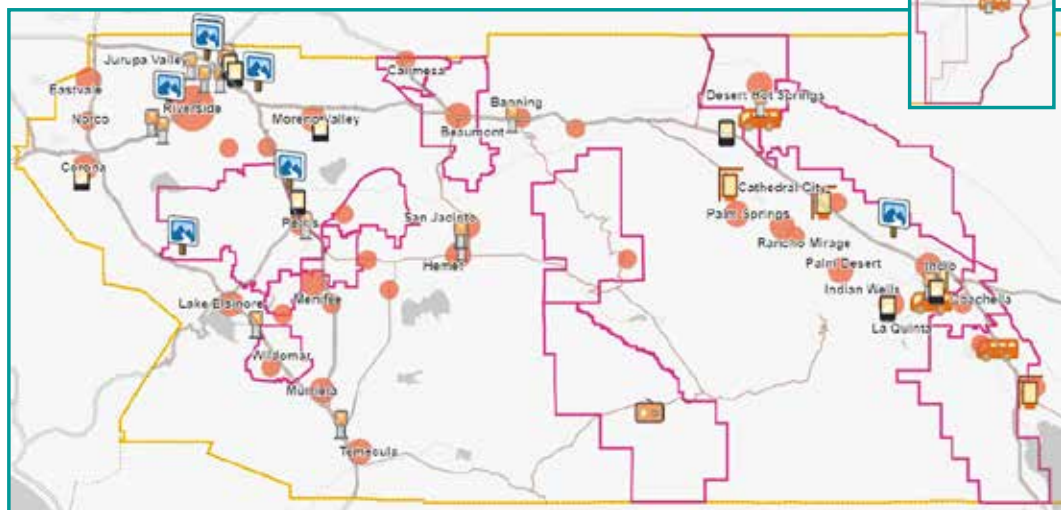 Jurupa Valley
Calimesa
Eastvale
Riverside
Banning
Desert Hot Springs
Norco
Moreno Valley
Beaumont
Corona
Cathedral City
San Jacinto
Palm Springs
Perris
Rancho Mirage
Hemet
Palm Desert
Indio
Lake Elsinore
Menifee
Indian Wells
Coachella
La Quinta
Wildomar
Murrieta
Temecula